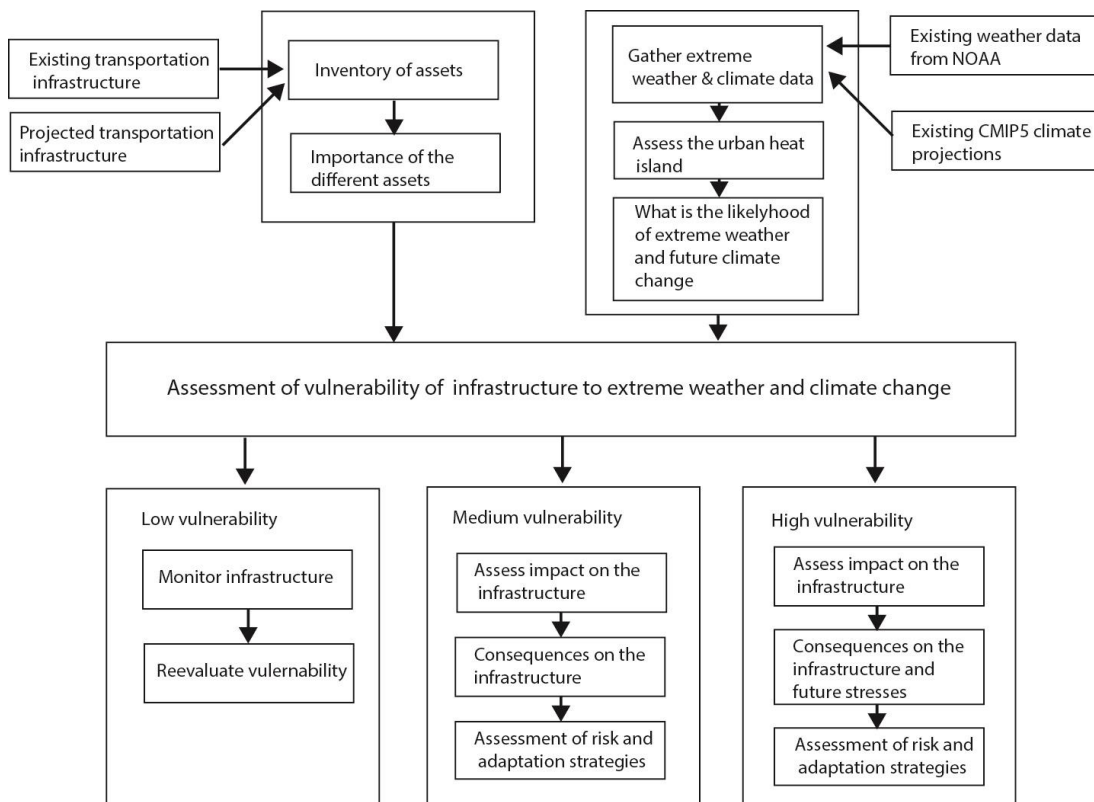 Existing transportation
infrastructure
Projected transportation
infrastructure
Inventory of assets
Importance of the
different assets
Gather extreme
weather & climate data
Assess the urban heat
island
What is the likelyhood
of extreme weather
and future climate
change
Existing weather data
from NOAA
Existing CMIP5 climate
projections
Assessment of vulnerability of infrastructure to extreme weather and climate change
Low vulnerability
Monitor infrastructure
Reevaluate vulernability
Medium vulnerability
Assess impact on the
infrastructure
Consequences on the
infrastructure
Assessment of risk and
adaptation strategies
High vulnerability
Assess impact on the
infrastructure
Consequences on the
infrastructure and
future stresses
Assessment of risk and
adaptation strategies